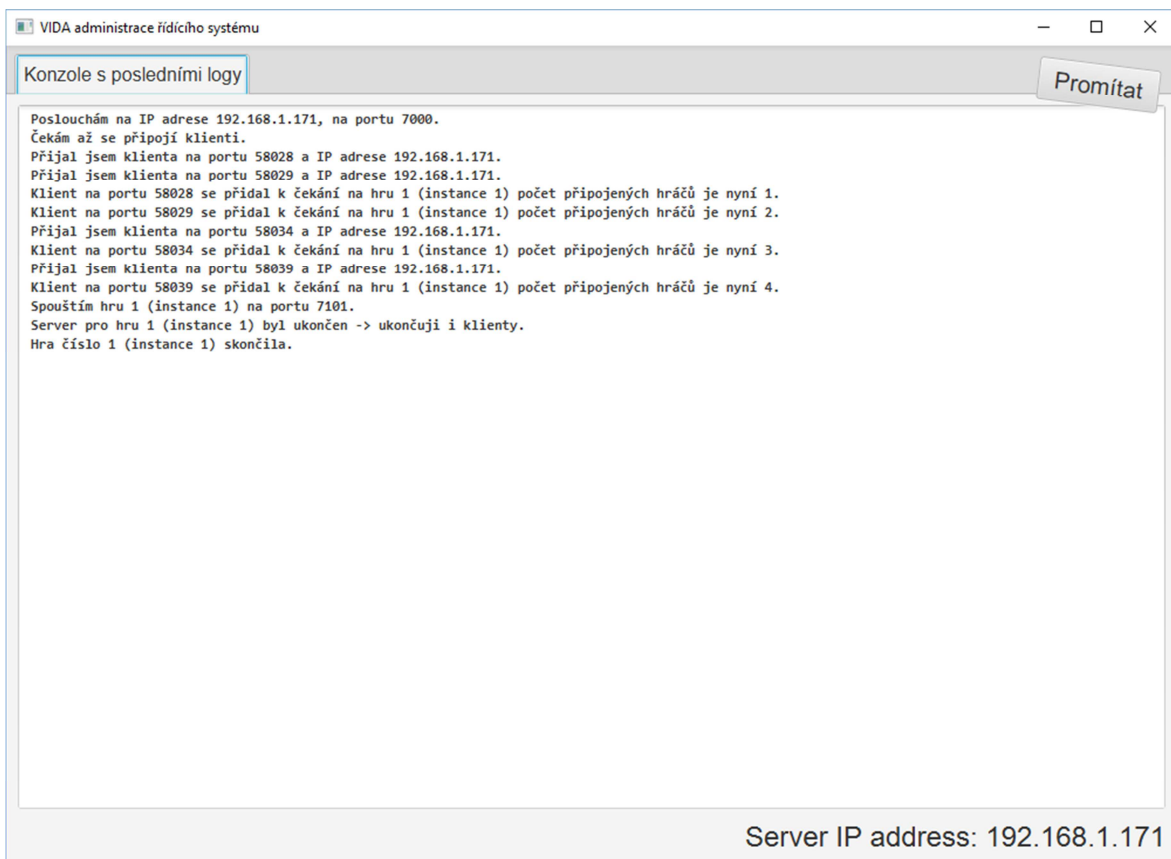 VIDA administrace řídícího systému
Konzole s posledními logy
Promítat
Poslouchám na IP adrese 192.168.1.171, na portu 7000.
Čekám až se připojí klienti.
Přijal jsem klienta na portu 58028 a IP adrese 192.168.1.171.
Přijal jsem klienta na portu 58029 a IP adrese 192.168.1.171.
Klient na portu 58028 se přidal k čekání na hru 1 (instance 1) počet připojených hráčů je nyní 1.
Klient na portu 58029 se přidal k čekání na hru 1 (instance 1) počet připojených hráčů je nyní 2.
Přijal jsem klienta na portu 58034 a IP adrese 192.168.1.171.
Klient na portu 58034 se přidal k čekání na hru 1 (instance 1) počet připojených hráčů je nyní 3.
Přijal jsem klienta na portu 58039 a IP adrese 192.168.1.171.
Klient na portu 58039 se přidal k čekání na hru 1 (instance 1) počet připojených hráčů je nyní 4.
Spouštím hru 1 (instance 1) na portu 7101.
Server pro hru 1 (instance 1) byl ukončen -> ukončuji i klienty.
Hra číslo 1 (instance 1) skončila.
Server IP address: 192.168.1.171